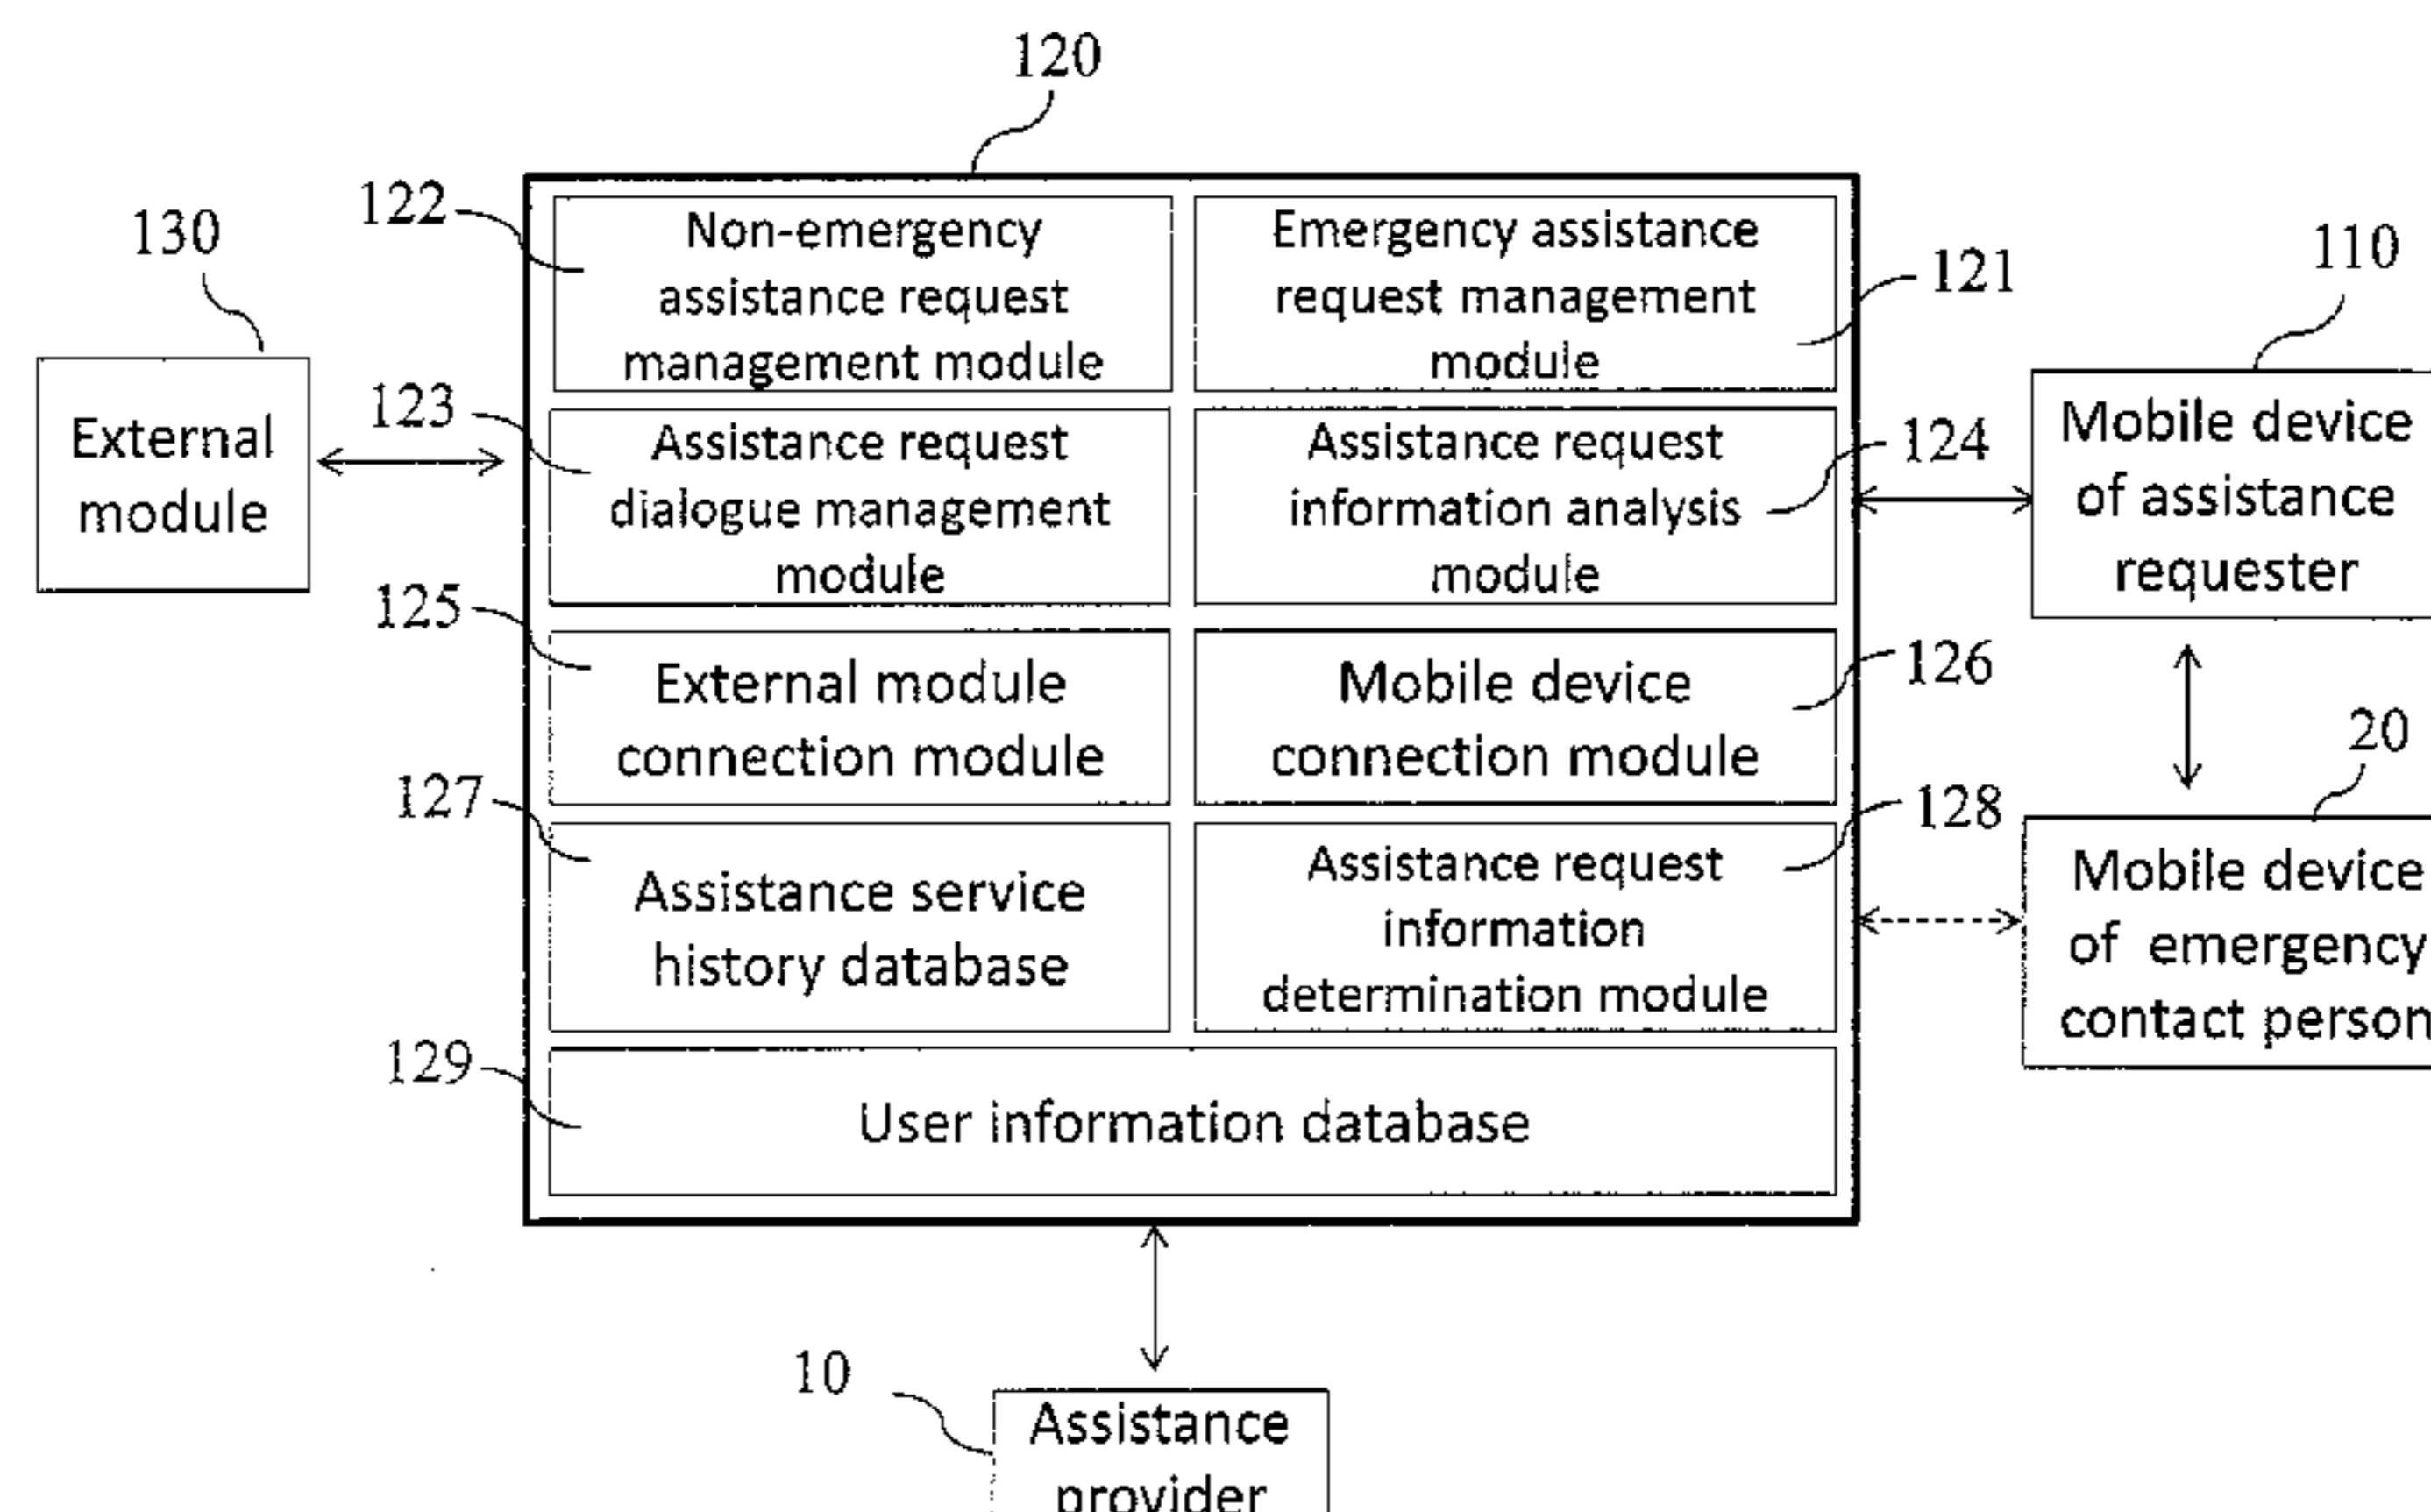 120
122
Non-emergency
assistance request
management module
Emergency assistance
request management
module
121
130
External
module
110
Mobile device
of assistance
requester
123
Assistance request
dialogue management
module
Assistance request
information analysis
module
124
125
External module
connection module
Mobile device
connection module
126
127
Assistance service
history database
Assistance request
information
determination module
128
20
Mobile device
of emergency
contact person
129
User information database
10
Assistance
provider